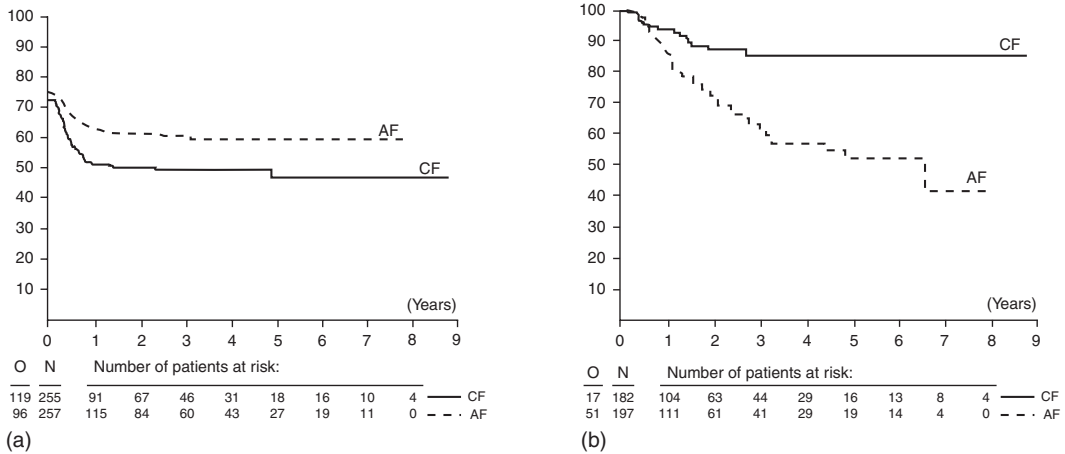 100
90
80
70
60
50
40
30
20
10
AF
CF
(Years)
0 1 2 3 4 5 6 7 8 9
O N Number of patients at risk:
119 255 91 67 46 31 18 16 10 4 CF
96 257 115 84 60 43 27 19 11 0 AF
(a)
100
90
80
70
60
50
40
30
20
10
CF
AF
(Years)
0 1 2 3 4 5 6 7 8 9
O N Number of patients at risk:
17 182 104 63 44 29 16 13 8 4 CF
51 197 111 61 41 29 19 14 4 0 AF
(b)